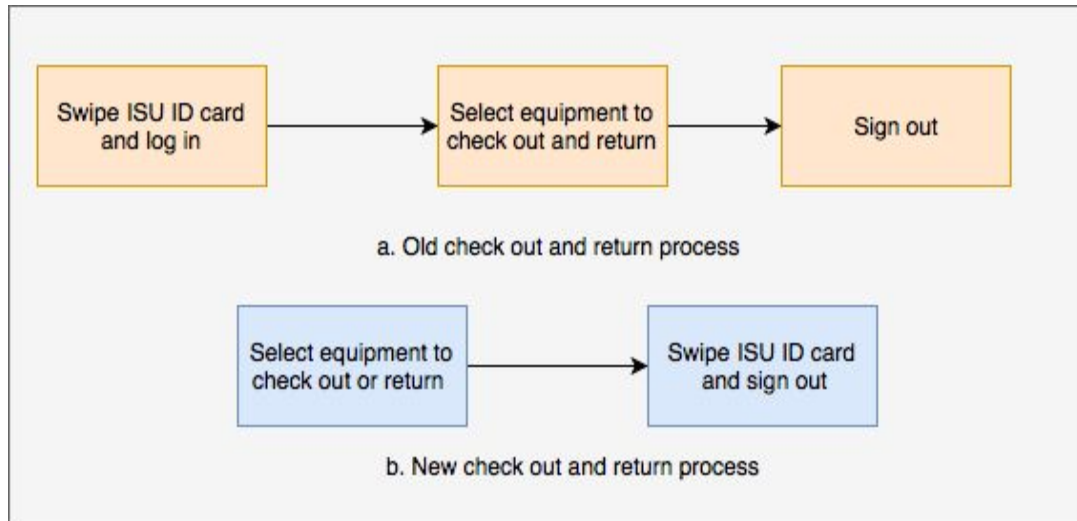 Swipe ISU ID card
and log in
Select equipment to
check out and return
Sign out
a. Old check out and return process
Select equipment to
check out or return
Swipe ISU ID card
and sign out
b. New check out and return process